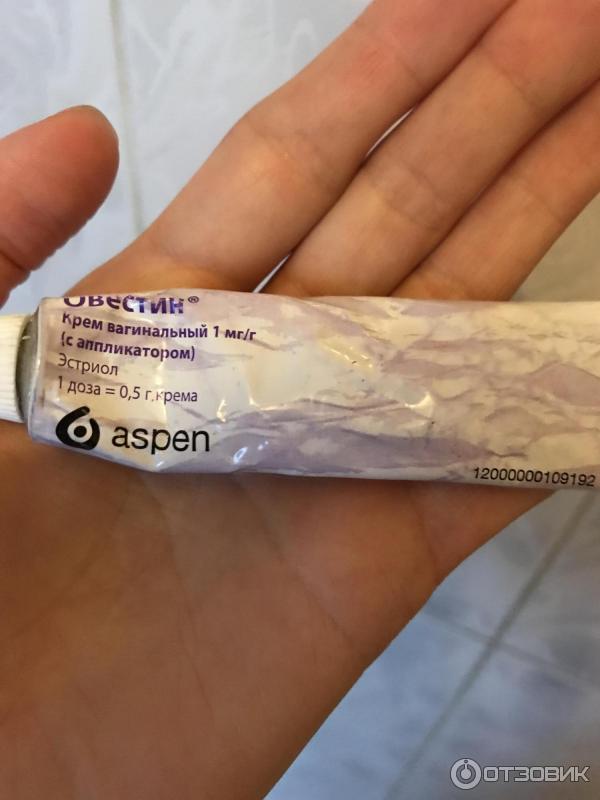 Овестин®
Крем вагинальный 1 мг/г
(с аппликатором)
Эстриол
1 доза = 0,5 г крема
aspen
12000000109192
ОТЗОВИК